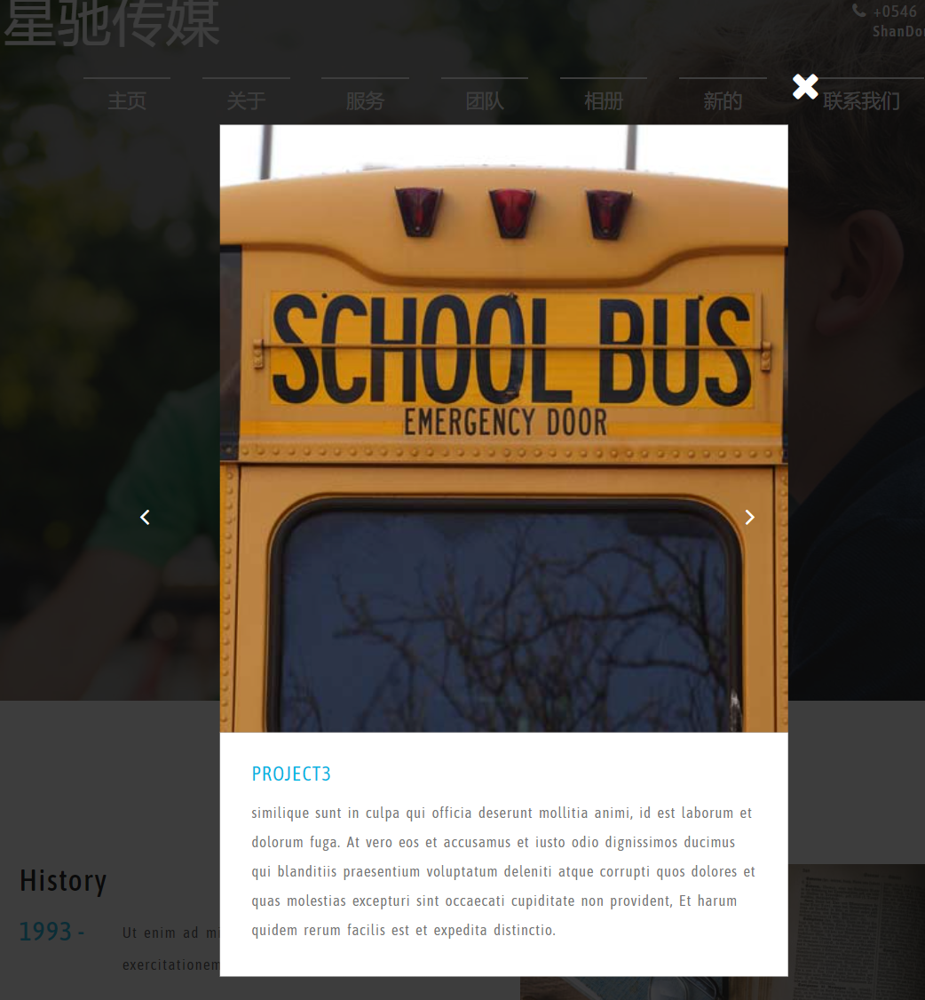 星驰传媒
+0546
主页
关于
服务
团队
相册
新的
联系我们
SCHOOL BUS
EMERGENCY DOOR
PROJECT3
similique sunt in culpa qui officia deserunt mollitia animi, id est laborum et
dolorum fuga. At vero eos et accusamus et iusto odio dignissimos ducimus
qui blanditiis praesentium voluptatum deleniti atque corrupti quos dolores et
quas molestias excepturi sint occaecati cupiditate non provident, Et harum
quidem rerum facilis est et expedita distinctio.
History
1993 -
Ut enim ad
exercitationem